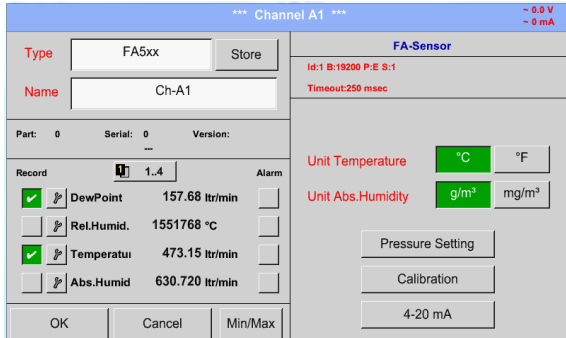 *** Channel A1 ***
~ 0.0 V
~ 0 mA
Type FA5xx Store
Name Ch-A1
Part: 0 Serial: 0 Version:
---
Record 1 1..4 Alarm
DewPoint 157.68 ltr/min
Rel.Humid. 1551768 °C
Temperatur 473.15 ltr/min
Abs.Humid 630.720 ltr/min
OK Cancel Min/Max
FA-Sensor
Id:1 B:19200 P:E S:1
Timeout:250 msec
Unit Temperature °C °F
Unit Abs.Humidity g/m³ mg/m³
Pressure Setting
Calibration
4-20 mA